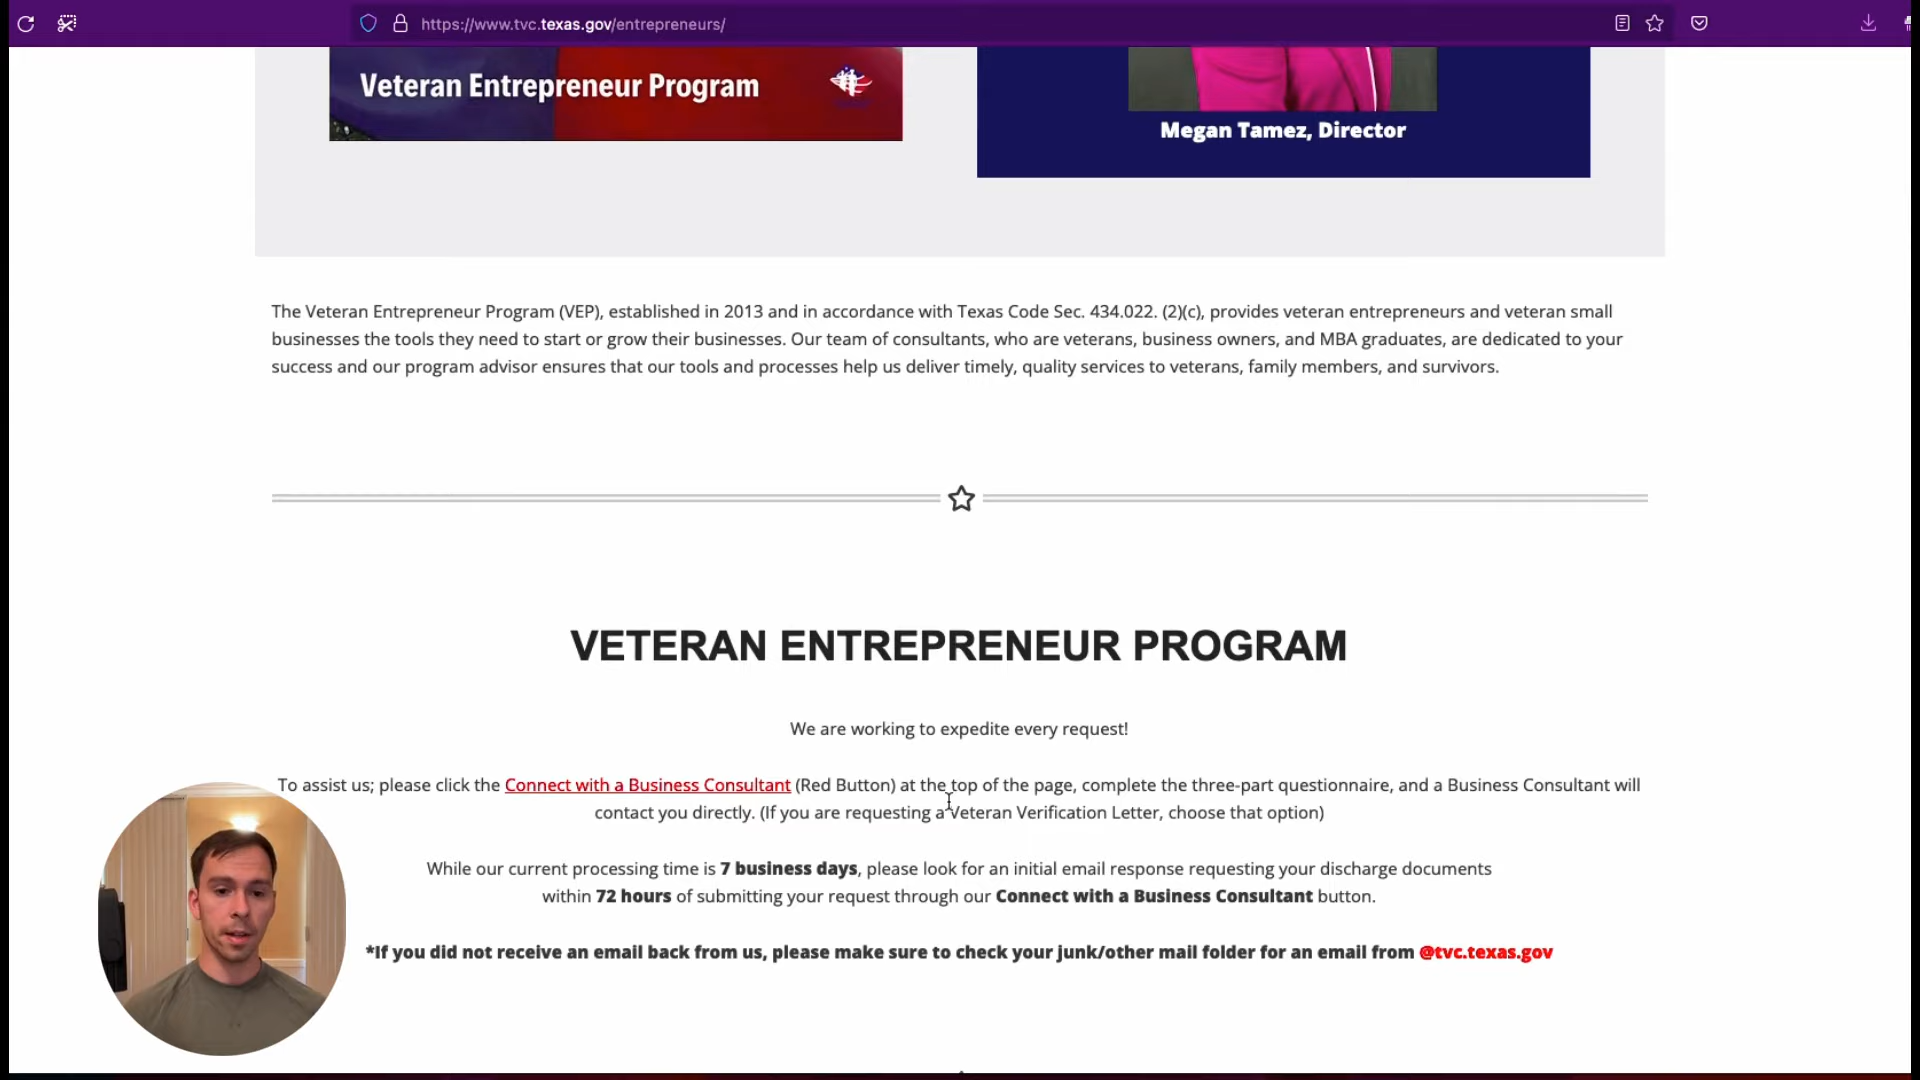 https://www.tvc.texas.gov/entrepreneurs/
Veteran Entrepreneur Program
Megan Tamez, Director
The Veteran Entrepreneur Program (VEP), established in 2013 and in accordance with Texas Code Sec. 434.022. (2)(c), provides veteran entrepreneurs and veteran small
businesses the tools they need to start or grow their businesses. Our team of consultants, who are veterans, business owners, and MBA graduates, are dedicated to your
success and our program advisor ensures that our tools and processes help us deliver timely, quality services to veterans, family members, and survivors.
VETERAN ENTREPRENEUR PROGRAM
We are working to expedite every request!
To assist us; please click the Connect with a Business Consultant (Red Button) at the top of the page, complete the three-part questionnaire, and a Business Consultant will
contact you directly. (If you are requesting a Veteran Verification Letter, choose that option)
While our current processing time is 7 business days, please look for an initial email response requesting your discharge documents
within 72 hours of submitting your request through our Connect with a Business Consultant button.
*If you did not receive an email back from us, please make sure to check your junk/other mail folder for an email from @tvc.texas.gov